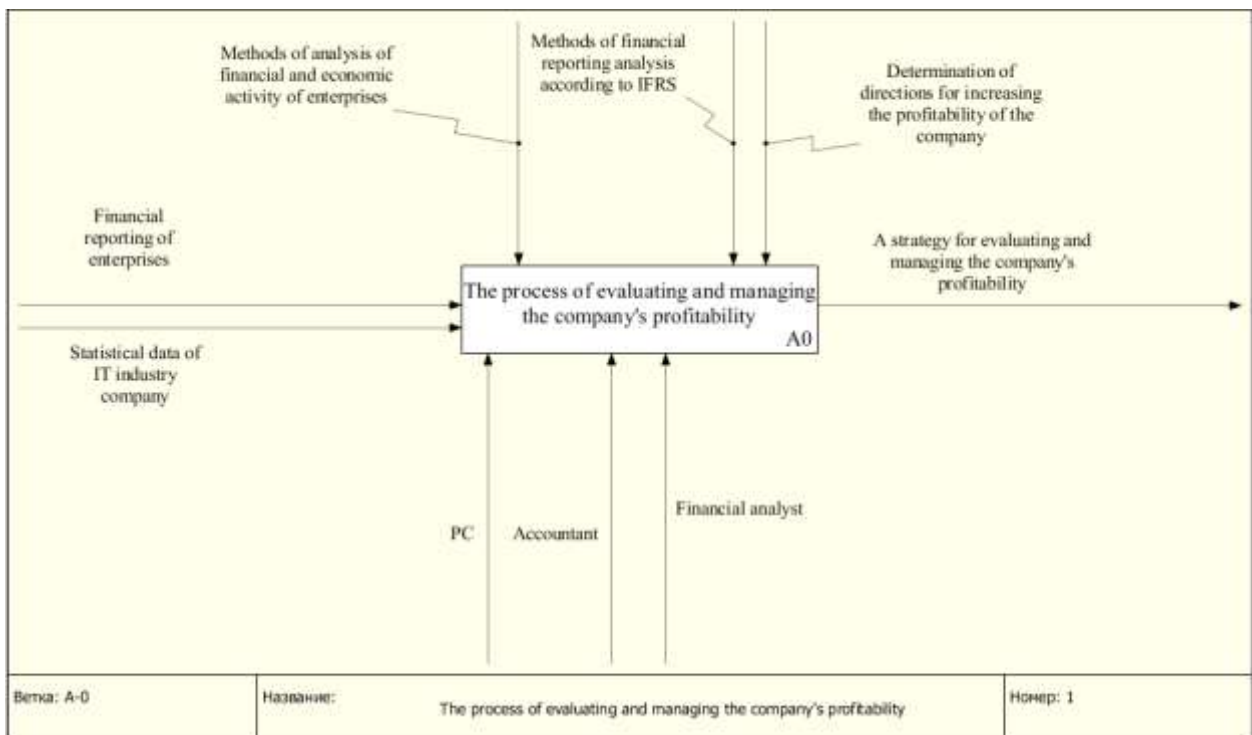 Methods of analysis of
financial and economic
activity of enterprises
Methods of financial
reporting analysis
according to IFRS
Determination of
directions for increasing
the profitability of the
company
Financial
reporting of
enterprises
A strategy for evaluating and
managing the company's
profitability
The process of evaluating and managing
the company's profitability
A0
Statistical data of
IT industry
company
PC
Accountant
Financial analyst
Ветка: A-0
Название:
The process of evaluating and managing the company's profitability
Номер: 1